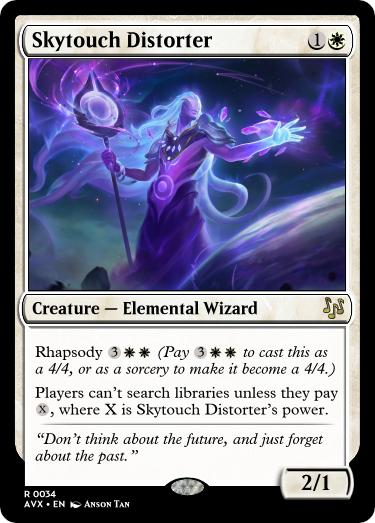 Skytouch Distorter 1
Creature — Elemental Wizard
Rhapsody 3 (Pay 3 to cast this as
a 4/4, or as a sorcery to make it become a 4/4.)
Players can't search libraries unless they pay
X, where X is Skytouch Distorter's power.
“Don't think about the future, and just forget
about the past.”
2/1
R 0034
AVX • EN Anson Tan